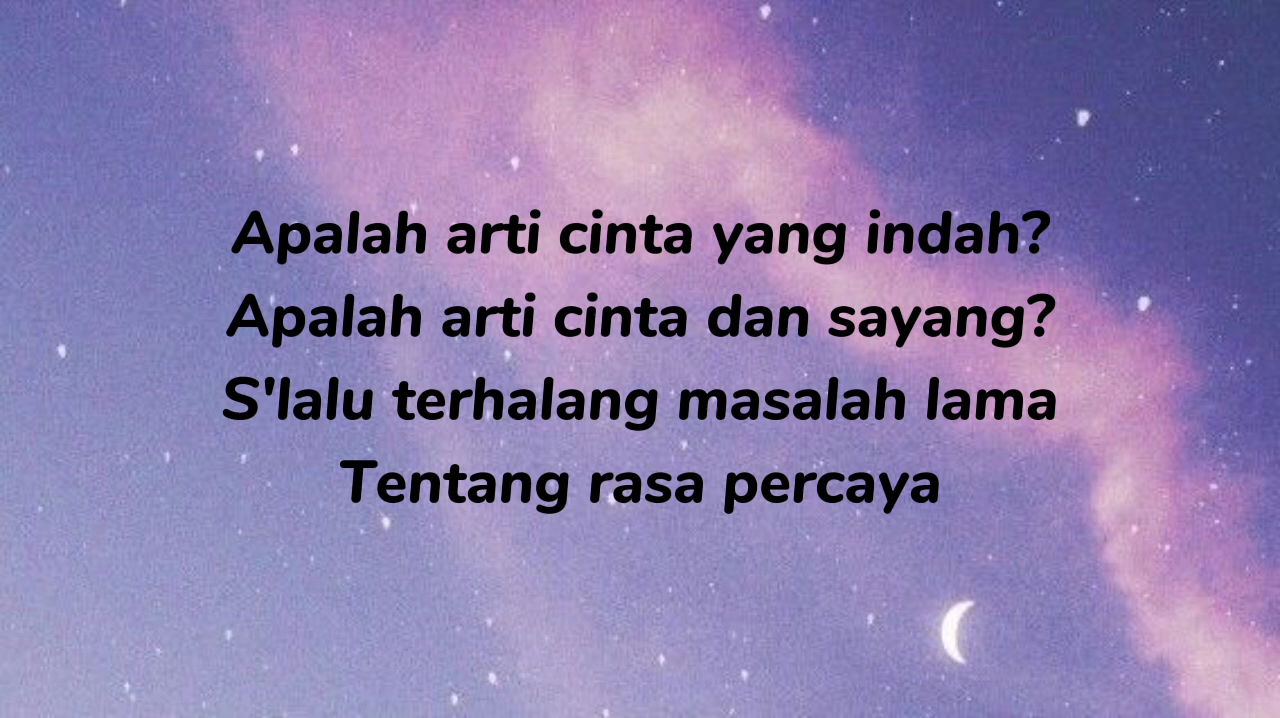 Apalah arti cinta yang indah?
Apalah arti cinta dan sayang?
S'lalu terhalang masalah lama
Tentang rasa percaya